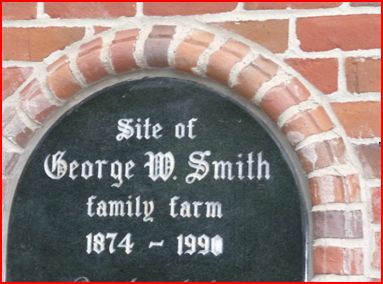 Site of
George W. Smith
family farm
1874 ~ 1990